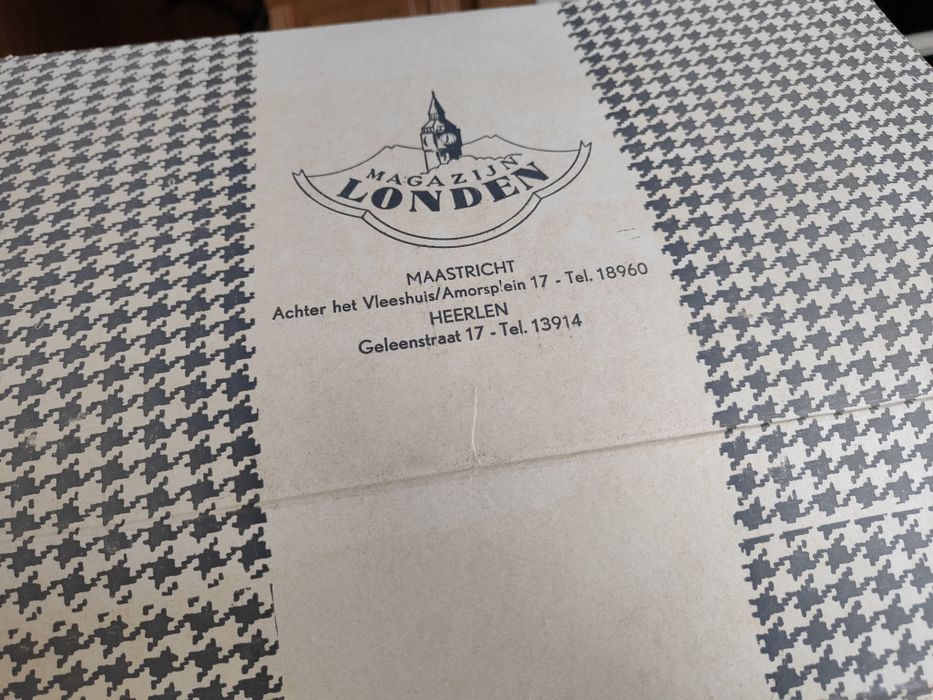 MAGAZIJN
LONDEN
MAASTRICHT
Achter het Vleeshuis/Amorsplein 17 - Tel. 18960
HEERLEN
Geleenstraat 17 - Tel. 13914